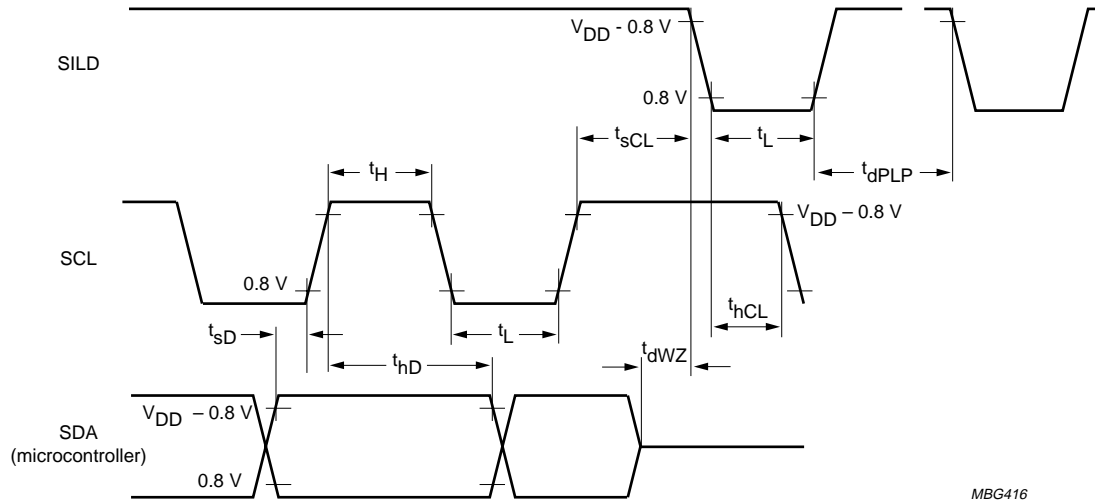 VDD - 0.8 V
SILD
0.8 V
tsCL
tL
tH
tdPLP
VDD – 0.8 V
SCL
0.8 V
thCL
tsD
tL
tdWZ
thD
VDD – 0.8 V
SDA
(microcontroller)
0.8 V
MBG416